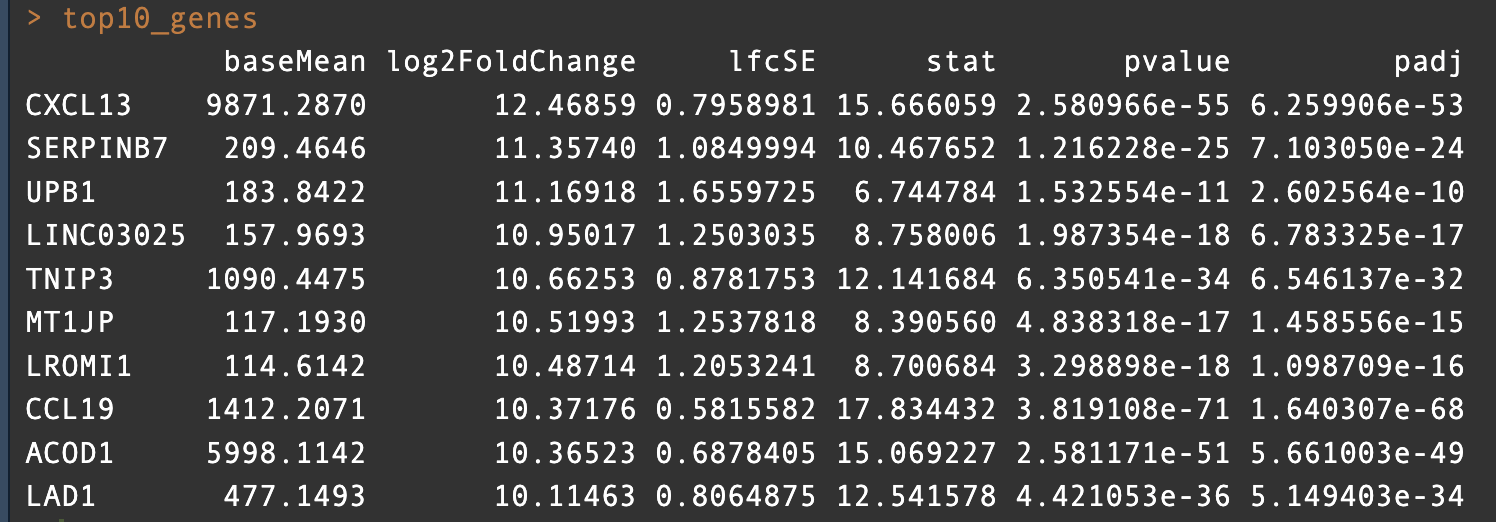 > top10_genes
baseMean log2FoldChange lfcSE stat pvalue padj
CXCL13 9871.2870 12.46859 0.7958981 15.666059 2.580966e-55 6.259906e-53
SERPINB7 209.4646 11.35740 1.0849994 10.467652 1.216228e-25 7.103050e-24
UPB1 183.8422 11.16918 1.6559725 6.744784 1.532554e-11 2.602564e-10
LINC03025 157.9693 10.95017 1.2503035 8.758006 1.987354e-18 6.783325e-17
TNIP3 1090.4475 10.66253 0.8781753 12.141684 6.350541e-34 6.546137e-32
MT1JP 117.1930 10.51993 1.2537818 8.390560 4.838318e-17 1.458556e-15
LROMI1 114.6142 10.48714 1.2053241 8.700684 3.298898e-18 1.098709e-16
CCL19 1412.2071 10.37176 0.5815582 17.834432 3.819108e-71 1.640307e-68
ACOD1 5998.1142 10.36523 0.6878405 15.069227 2.581171e-51 5.661003e-49
LAD1 477.1493 10.11463 0.8064875 12.541578 4.421053e-36 5.149403e-34